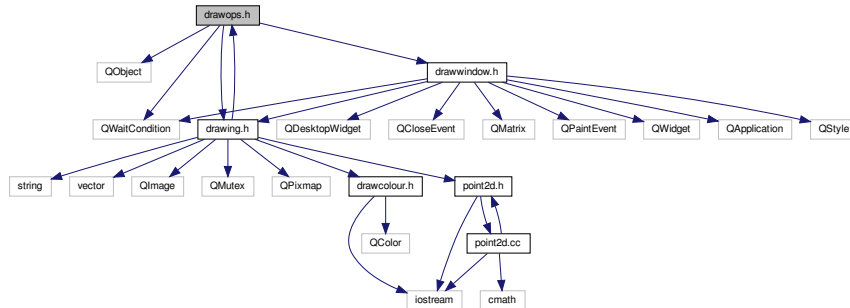 drawops.h
QObject
drawwindow.h
QWaitCondition
drawing.h
QDesktopWidget
QCloseEvent
QMatrix
QPaintEvent
QWidget
QApplication
QStyle
string
vector
QImage
QMutex
QPixmap
drawcolour.h
point2d.h
QColor
point2d.cc
iostream
cmath